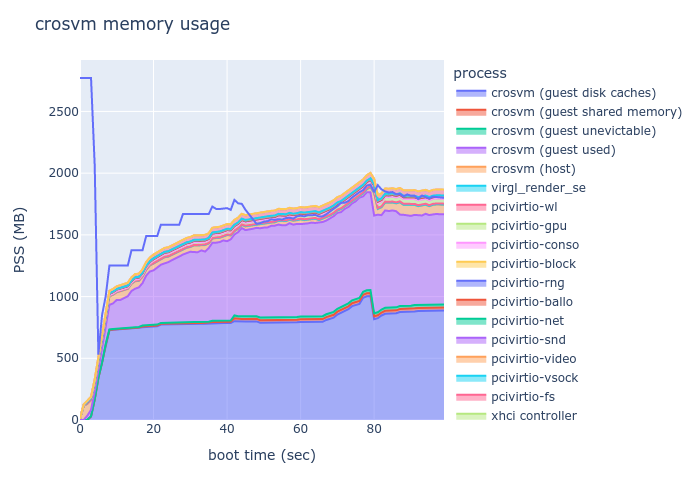 crosvm memory usage
process
crosvm (guest disk caches)
crosvm (guest shared memory)
crosvm (guest unevictable)
crosvm (guest used)
crosvm (host)
virgl_render_se
pcivirtio-wl
pcivirtio-gpu
pcivirtio-conso
pcivirtio-block
pcivirtio-rng
pcivirtio-ballo
pcivirtio-net
pcivirtio-snd
pcivirtio-video
pcivirtio-vsock
pcivirtio-fs
xhci controller
PSS (MB)
2500
2000
1500
1000
500
0
0
20
40
60
80
boot time (sec)